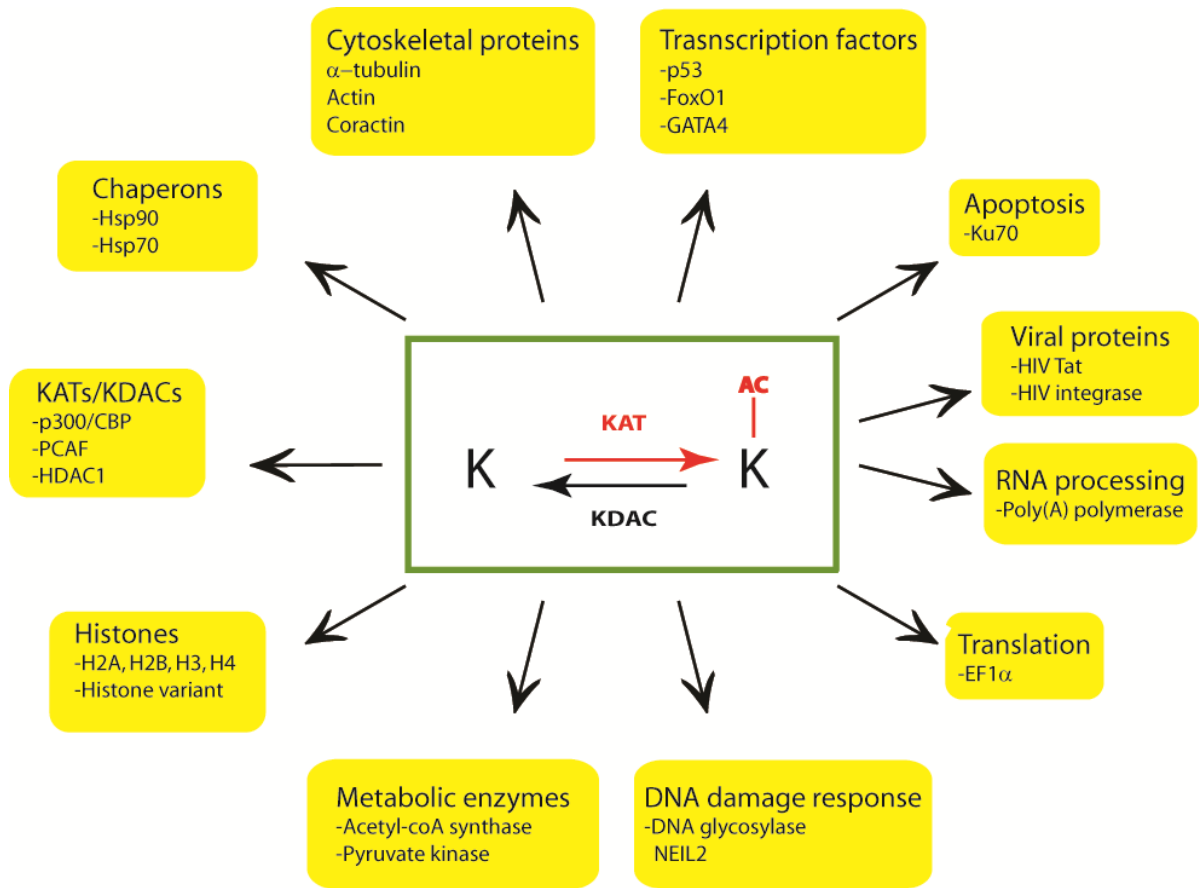 Cytoskeletal proteins
α–tubulin
Actin
Coractin
Trasnscription factors
-p53
-FoxO1
-GATA4
Chaperons
-Hsp90
-Hsp70
Apoptosis
-Ku70
Viral proteins
-HIV Tat
-HIV integrase
KATs/KDACs
-p300/CBP
-PCAF
-HDAC1
AC
KAT
K
K
KDAC
RNA processing
-Poly(A) polymerase
Histones
-H2A, H2B, H3, H4
-Histone variant
Translation
-EF1α
Metabolic enzymes
-Acetyl-coA synthase
-Pyruvate kinase
DNA damage response
-DNA glycosylase
NEIL2